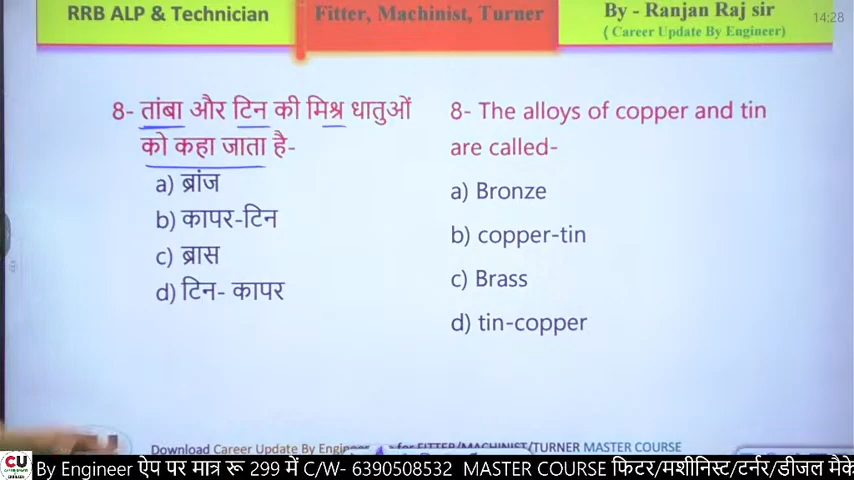 RRB ALP & Technician
Fitter, Machinist, Turner
By - Ranjan Raj sir
( Career Update By Engineer)
14:28
8- तांबा और टिन की मिश्र धातुओं
को कहा जाता है-
a) ब्रांज
b) कापर-टिन
c) ब्रास
d) टिन- कापर
8- The alloys of copper and tin
are called-
a) Bronze
b) copper-tin
c) Brass
d) tin-copper
Download Career Update By Engineer for FITTER/MACHINIST/TURNER MASTER COURSE
CU
By Engineer ऐप पर मात्र रू 299 में C/W- 6390508532 MASTER COURSE फिटर/मशीनिस्ट/टर्नर/डीजल मैके